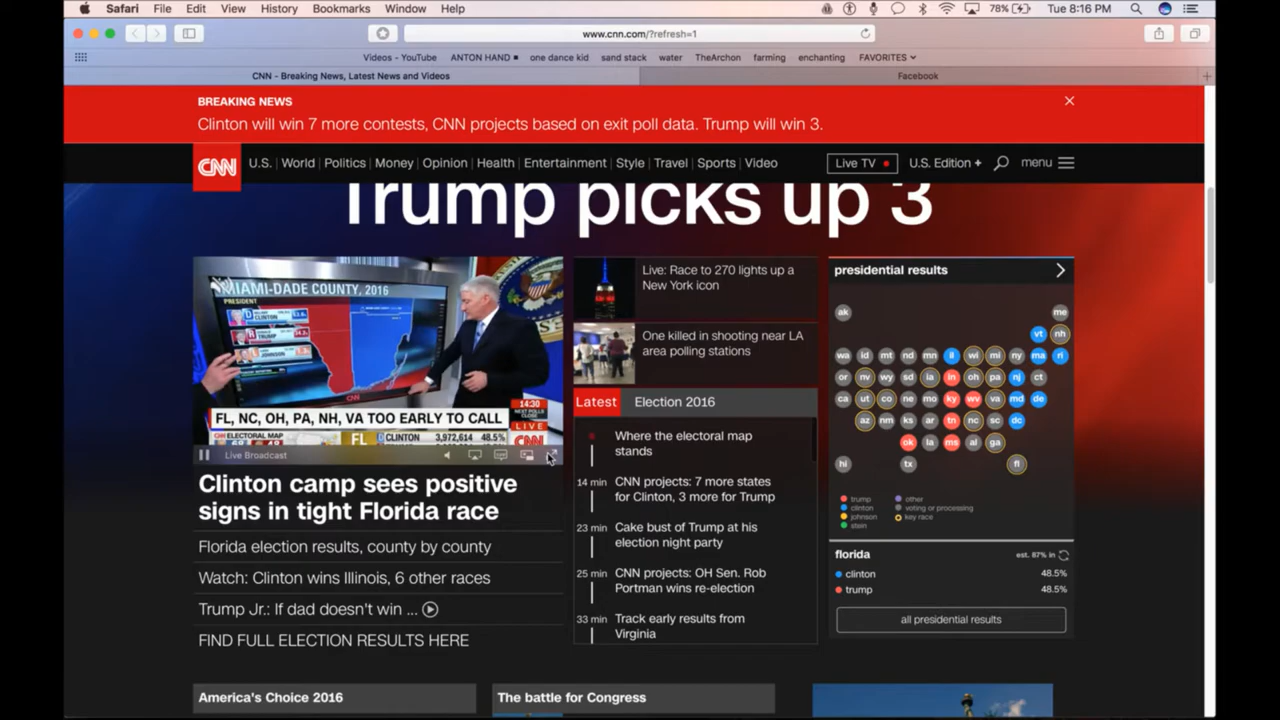 Safari File Edit View History Bookmarks Window Help 78% Tue 8:16 PM
www.cnn.com/?refresh=1
Videos - YouTube ANTON HAND one dance kid sand stack water TheArchon farming enchanting FAVORITES
CNN - Breaking News, Latest News and Videos Facebook
BREAKING NEWS
Clinton will win 7 more contests, CNN projects based on exit poll data. Trump will win 3.
CNN U.S. World Politics Money Opinion Health Entertainment Style Travel Sports Video Live TV U.S. Edition + menu
Trump picks up 3
MIAMI-DADE COUNTY, 2016
PRESIDENT
CLINTON
TRUMP
JOHNSON
CNN
FL, NC, OH, PA, NH, VA TOO EARLY TO CALL
14:30
NEXT POLLS CLOSE
LIVE
CNN ELECTORAL MAP FL CLINTON 3,972,614 48.5% CNN
Live Broadcast
Clinton camp sees positive
signs in tight Florida race
Florida election results, county by county
Watch: Clinton wins Illinois, 6 other races
Trump Jr.: If dad doesn't win ...
FIND FULL ELECTION RESULTS HERE
Live: Race to 270 lights up a
New York icon
One killed in shooting near LA
area polling stations
Latest Election 2016
Where the electoral map
stands
14 min CNN projects: 7 more states
for Clinton, 3 more for Trump
23 min Cake bust of Trump at his
election night party
25 min CNN projects: OH Sen. Rob
Portman wins re-election
33 min Track early results from
Virginia
presidential results
ak me
vt nh
wa id mt nd mn il wi mi ny ma ri
or nv wy sd ia in oh pa nj ct
ca ut co ne mo ky wv va md de
az nm ks ar tn nc sc dc
ok la ms al ga
hi tx fl
trump other
clinton voting or processing
johnson key race
stein
florida est. 87% in
clinton 48.5%
trump 48.5%
all presidential results
America's Choice 2016 The battle for Congress